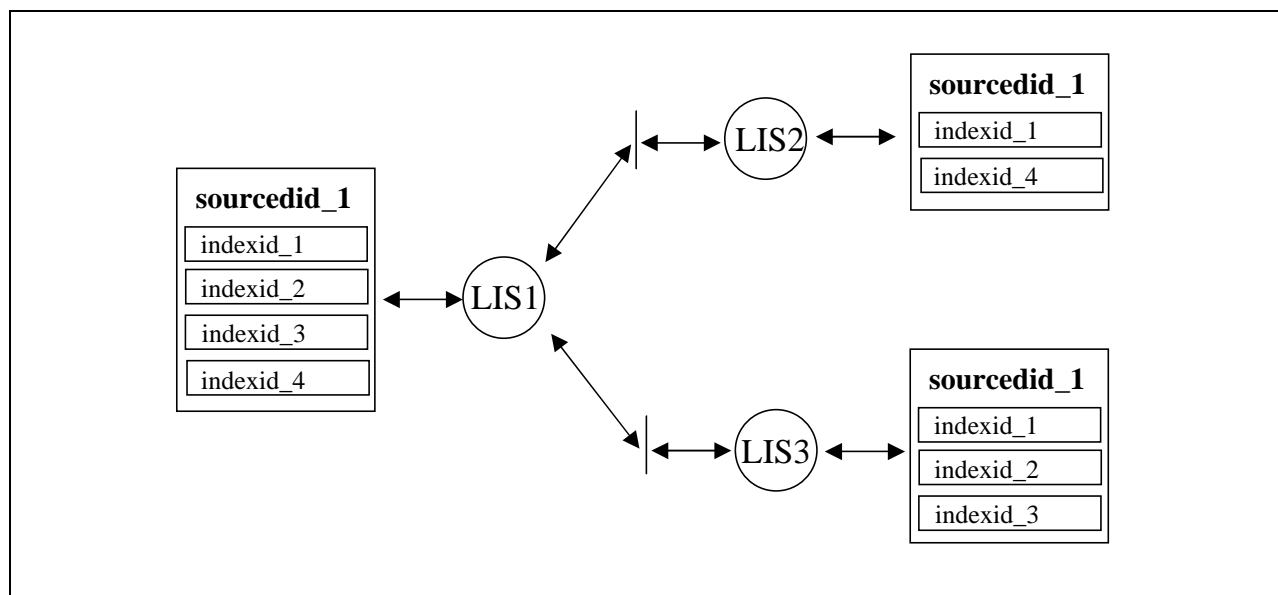 sourcedid_1
indexid_1
indexid_2
indexid_3
indexid_4
LIS1
LIS2
sourcedid_1
indexid_1
indexid_4
LIS3
sourcedid_1
indexid_1
indexid_2
indexid_3